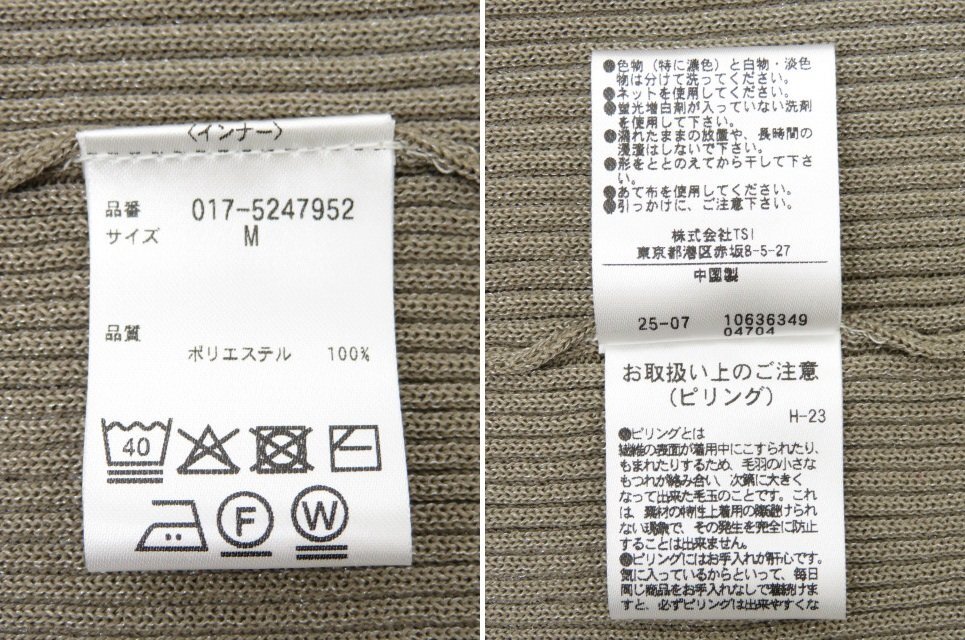 〈インナー〉
品番 017-5247952
サイズ M
品質
ポリエステル 100%
40
F
W
●色物（特に濃色）と白物・淡色
物は分けて洗ってください。
●ネットを使用してください。
●蛍光増白剤が入っていない洗剤
を使用して下さい。
●濡れたままの放置や、長時間の
浸漬はしないで下さい。
●形をととのえてから干して下さ
い。
●あて布を使用してください。
●引っかけに、ご注意下さい。
株式会社TSI
東京都港区赤坂8-5-27
中国製
25-07 10636349
04704
お取扱い上のご注意
（ピリング）
H-23
●ピリングとは
繊維の表面が着用中にこすられたり、
もまれたりするため、毛羽の小さな
もつれが絡み合い、次第に大きく
なって出来た毛玉のことです。これ
は、素材の特性上着用の際避けられ
ない現象で、その発生を完全に防止
することは出来ません。
●ピリングにはお手入れが肝心です。
気に入っているからといって、毎日
同じ商品をお手入れなしで着続けま
すと、必ずピリングは出来やすくな